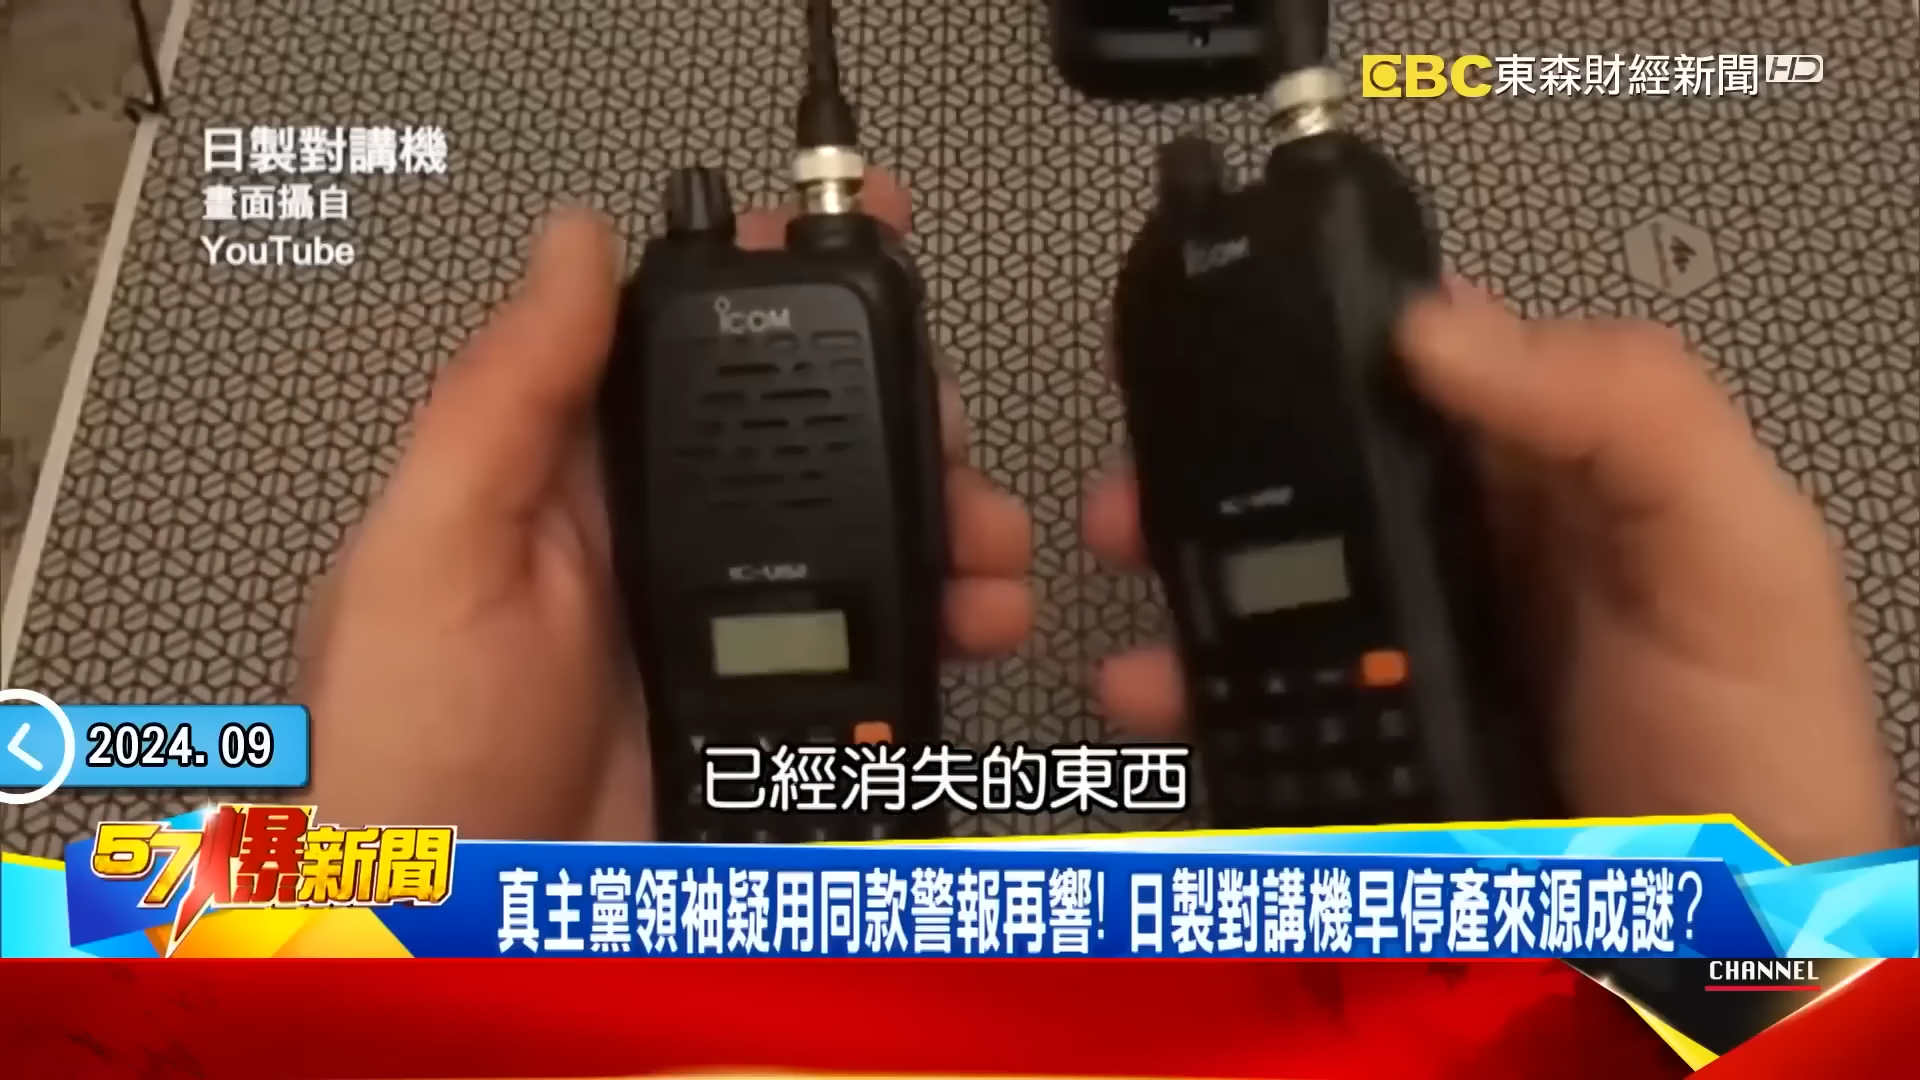 EBC東森財經新聞HD
日製對講機
畫面攝自
YouTube
iCOM
iCOM
2024.09
已經消失的東西
57爆新聞
真主黨領袖疑用同款警報再響! 日製對講機早停產來源成謎?
CHANNEL